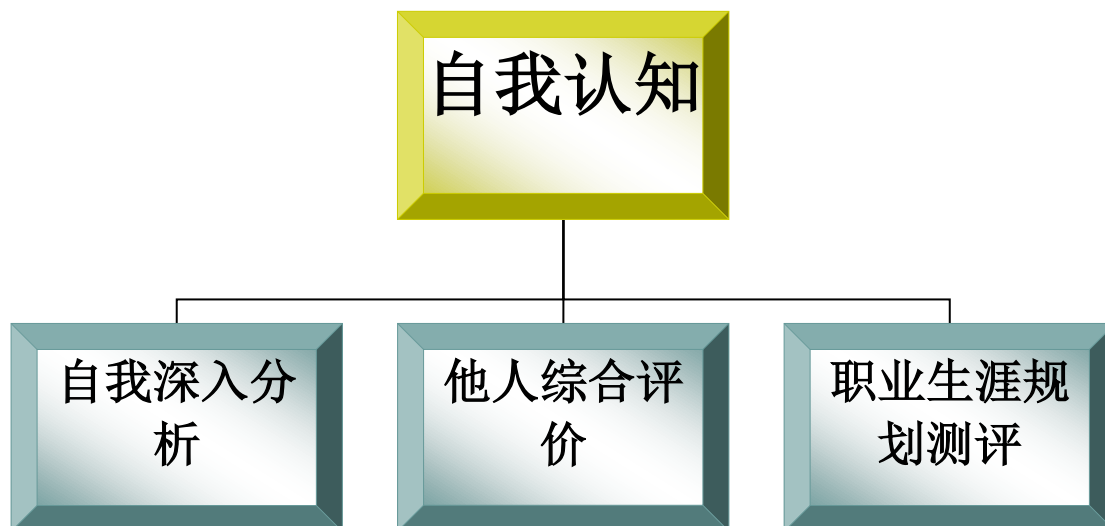 自我认知
自我深入分
析
他人综合评
价
职业生涯规
划测评